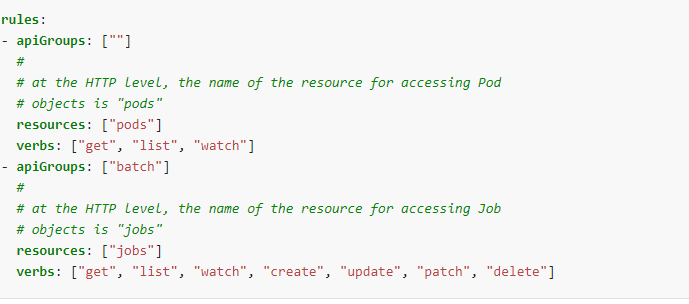 rules:
- apiGroups: [""]
  #
  # at the HTTP level, the name of the resource for accessing Pod
  # objects is "pods"
  resources: ["pods"]
  verbs: ["get", "list", "watch"]
- apiGroups: ["batch"]
  #
  # at the HTTP level, the name of the resource for accessing Job
  # objects is "jobs"
  resources: ["jobs"]
  verbs: ["get", "list", "watch", "create", "update", "patch", "delete"]